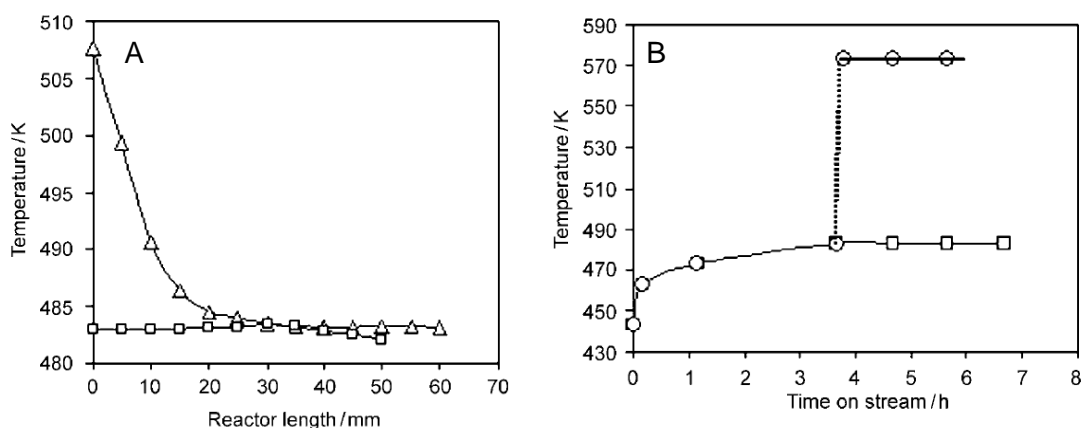 A
Temperature / K
510
505
500
495
490
485
480
0 10 20 30 40 50 60 70
Reactor length / mm
B
Temperature / K
590
570
550
530
510
490
470
450
430
0 1 2 3 4 5 6 7 8
Time on stream / h